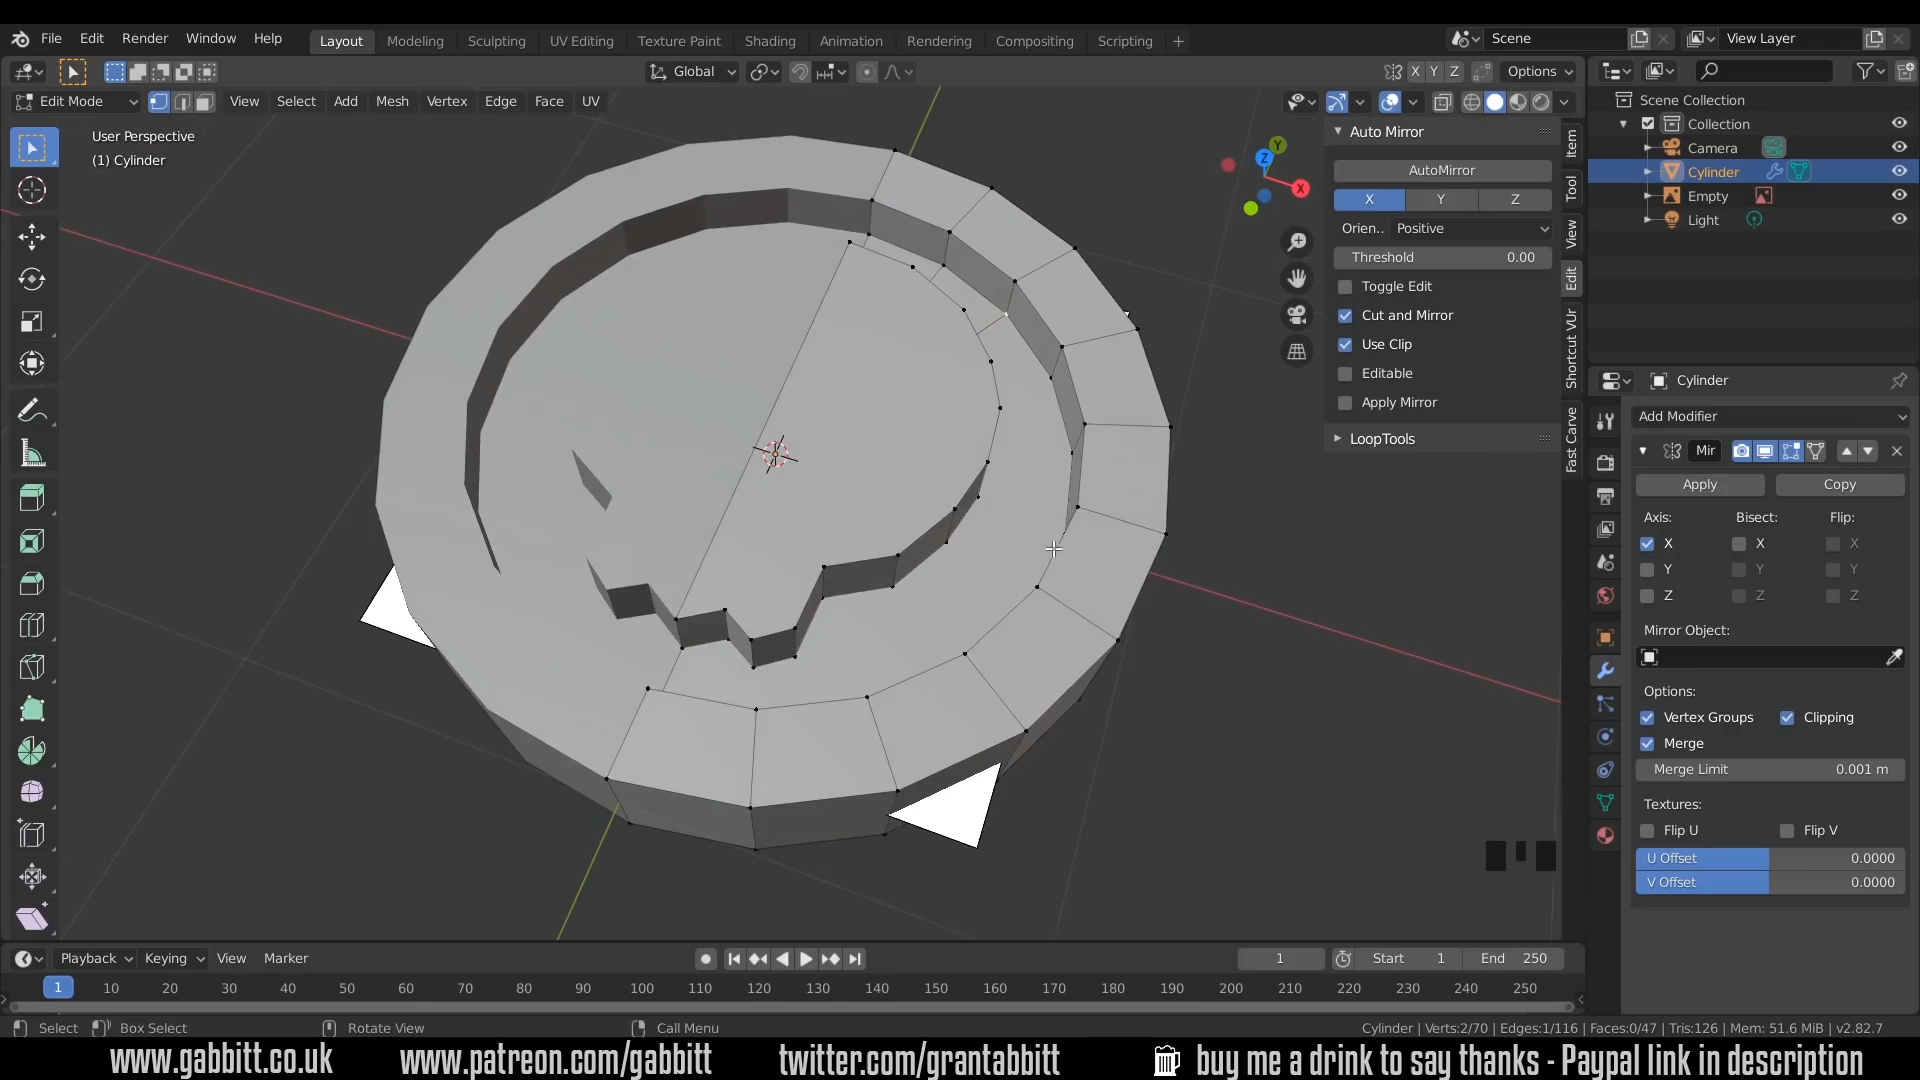 File Edit Render Window Help Layout Modeling Sculpting UV Editing Texture Paint Shading Animation Rendering Compositing Scripting + Scene View Layer
Global X Y Z Options
Edit Mode View Select Add Mesh Vertex Edge Face UV
User Perspective
(1) Cylinder
Auto Mirror
AutoMirror
X Y Z
Orien.. Positive
Threshold 0.00
Toggle Edit
Cut and Mirror
Use Clip
Editable
Apply Mirror
LoopTools
Item
Tool
View
Edit
Shortcut VUr
Fast Carve
Z Y X
Scene Collection
Collection
Camera
Cylinder
Empty
Light
Cylinder
Add Modifier
Mir
Apply Copy
Axis: Bisect: Flip:
X X X
Y Y Y
Z Z Z
Mirror Object:
Options:
Vertex Groups Clipping
Merge
Merge Limit 0.001 m
Textures:
Flip U Flip V
U Offset 0.0000
V Offset 0.0000
Playback Keying View Marker 1 Start 1 End 250
1 10 20 30 40 50 60 70 80 90 100 110 120 130 140 150 160 170 180 190 200 210 220 230 240 250
Select Box Select Rotate View Call Menu Cylinder | Verts:2/70 | Edges:1/116 | Faces:0/47 | Tris:126 | Mem: 51.6 MiB | v2.82.7
www.gabbitt.co.uk www.patreon.com/gabbitt twitter.com/grantabbitt buy me a drink to say thanks - Paypal link in description